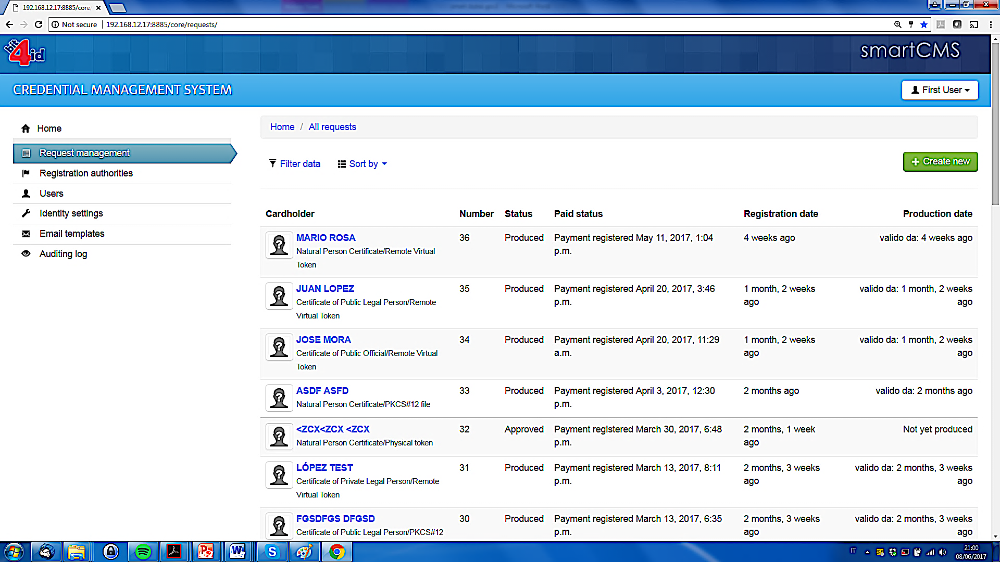 192.168.12.17:8885/core
Not secure 192.168.12.17:8885/core/requests/
bit4id
smartCMS
CREDENTIAL MANAGEMENT SYSTEM
First User
Home
Request management
Registration authorities
Users
Identity settings
Email templates
Auditing log
Home / All requests
Filter data Sort by
+ Create new
Cardholder Number Status Paid status Registration date Production date
MARIO ROSA 36 Produced Payment registered May 11, 2017, 1:04 4 weeks ago valido da: 4 weeks ago
Natural Person Certificate/Remote Virtual p.m.
Token
JUAN LOPEZ 35 Produced Payment registered April 20, 2017, 3:46 1 month, 2 weeks valido da: 1 month, 2 weeks
Certificate of Public Legal Person/Remote p.m. ago ago
Virtual Token
JOSE MORA 34 Produced Payment registered April 20, 2017, 11:29 1 month, 2 weeks valido da: 1 month, 2 weeks
Certificate of Public Official/Remote Virtual a.m. ago ago
Token
ASDF ASFD 33 Produced Payment registered April 3, 2017, 12:30 2 months ago valido da: 2 months ago
Natural Person Certificate/PKCS#12 file p.m.
<ZCX<ZCX <ZCX 32 Approved Payment registered March 30, 2017, 6:48 2 months, 1 week Not yet produced
Natural Person Certificate/Physical token p.m. ago
LÓPEZ TEST 31 Produced Payment registered March 13, 2017, 8:11 2 months, 3 weeks valido da: 2 months, 3 weeks
Certificate of Private Legal Person/Remote p.m. ago ago
Virtual Token
FGSDFGS DFGSD 30 Produced Payment registered March 13, 2017, 6:35 2 months, 3 weeks valido da: 2 months, 3 weeks
Certificate of Public Legal Person/PKCS#12 p.m. ago ago
IT 21:00
08/06/2017